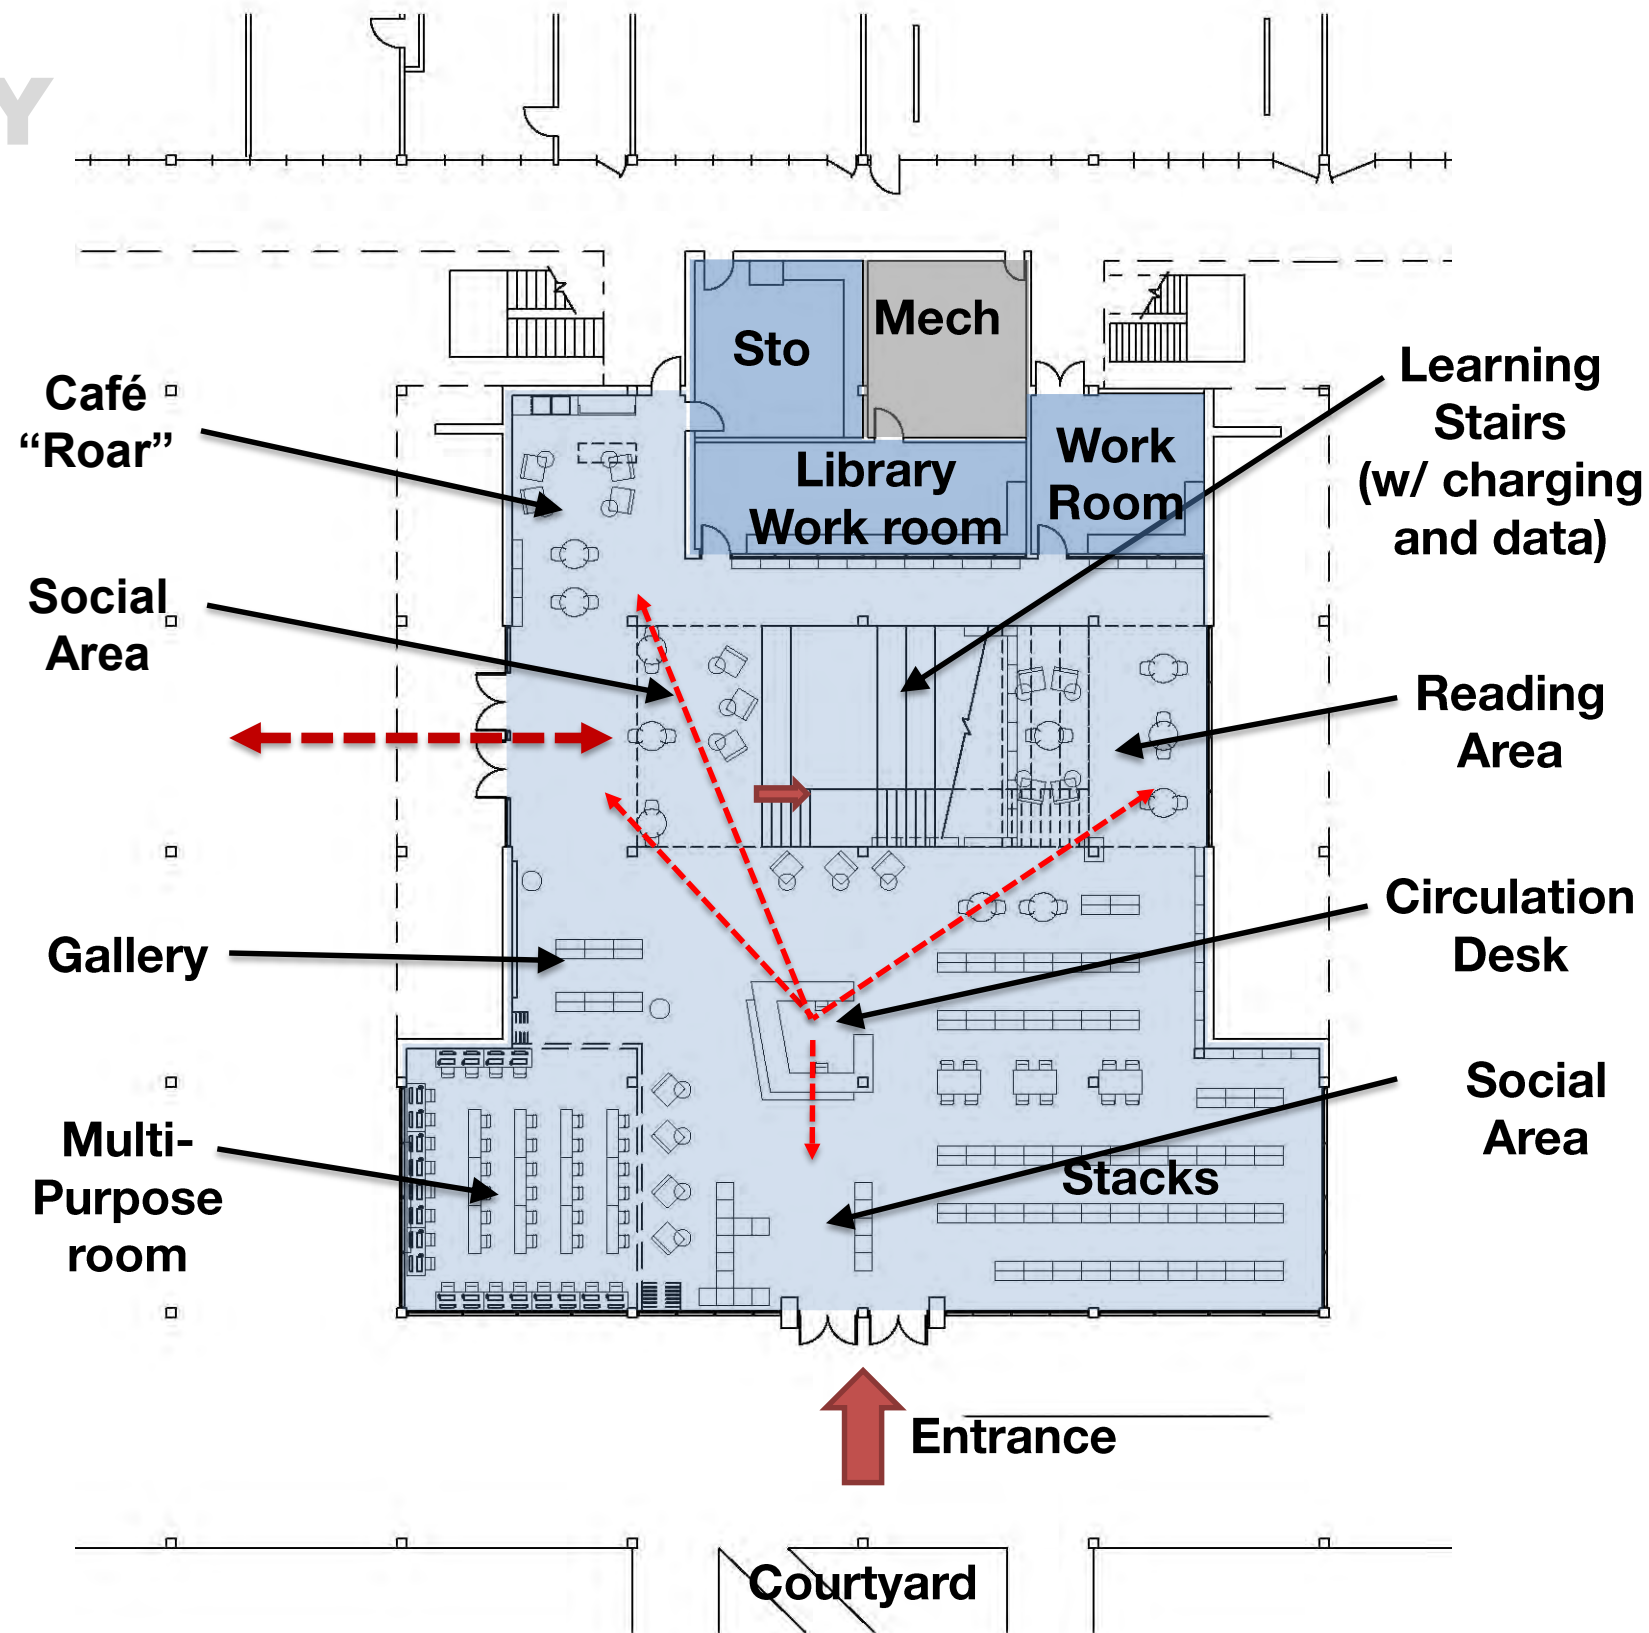 Y
Sto
Mech
Learning
Stairs
(w/ charging
and data)
Café
“Roar”
Work
Room
Library
Work room
Social
Area
Reading
Area
Circulation
Desk
Gallery
Social
Area
Multi-
Purpose
room
Stacks
Entrance
Courtyard